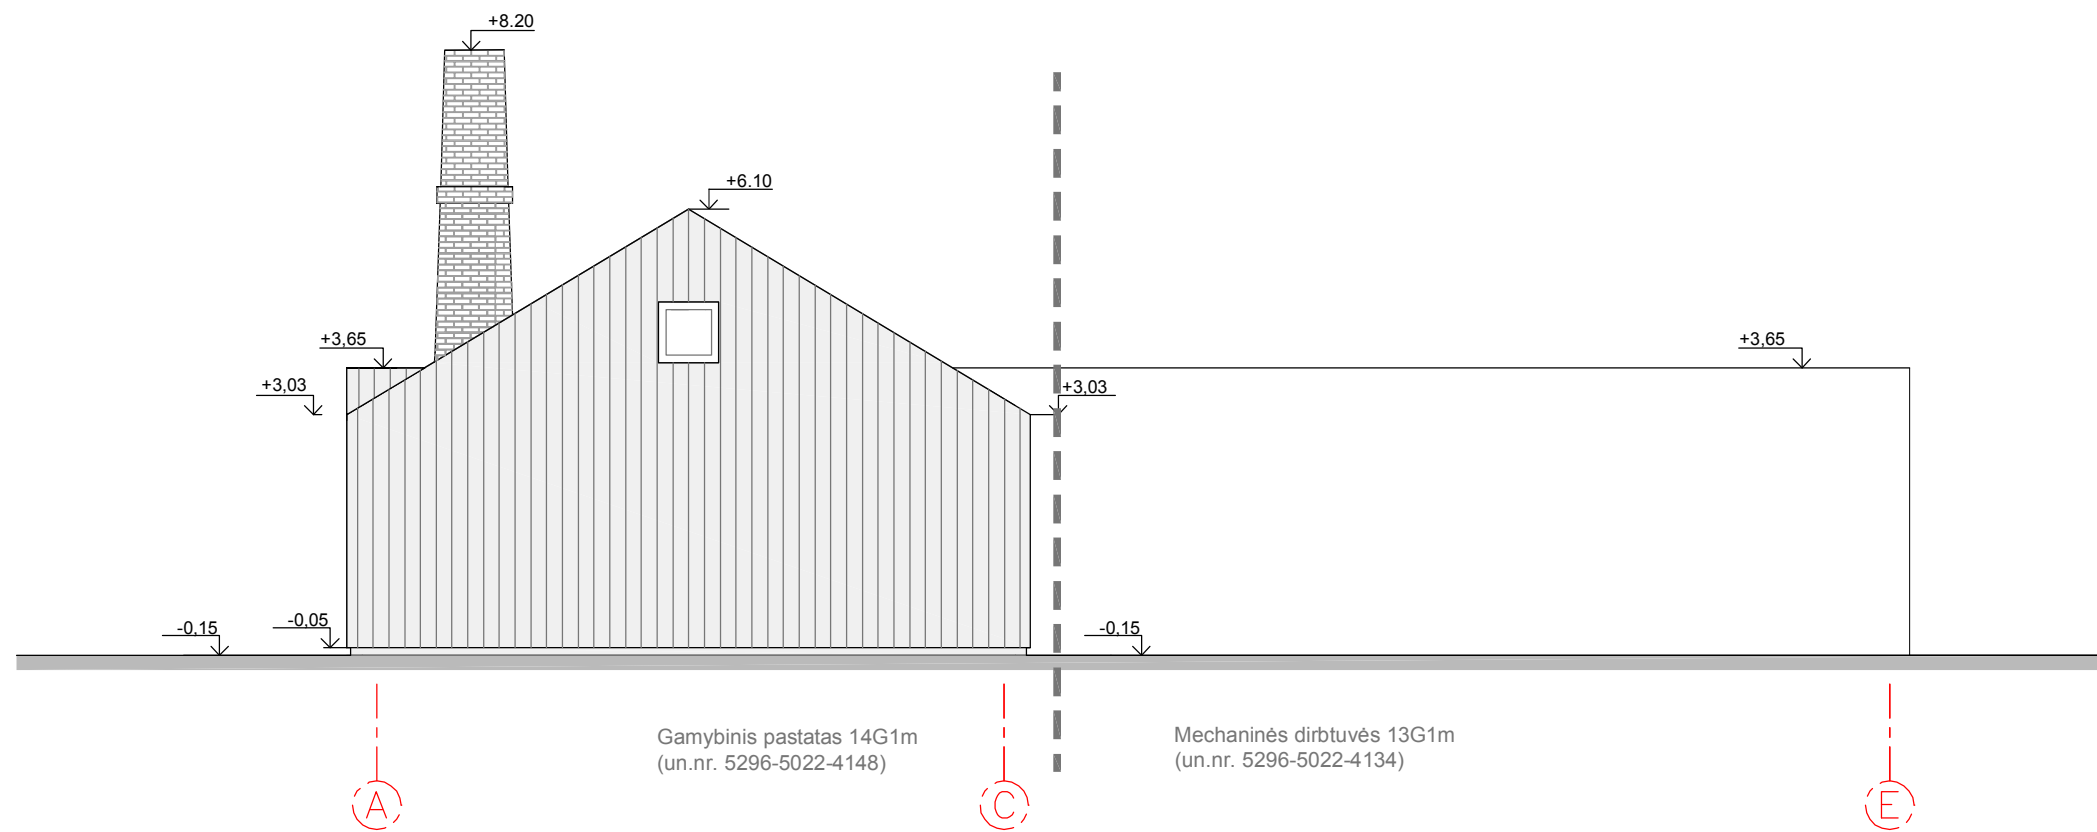 +8.20
+6.10
+3,65
+3,65
+3,03
+3,03
-0,05
-0,15
-0,15
Gamybinis pastatas 14G1m
(un.nr. 5296-5022-4148)
Mechaninės dirbtuvės 13G1m
(un.nr. 5296-5022-4134)
A
C
E